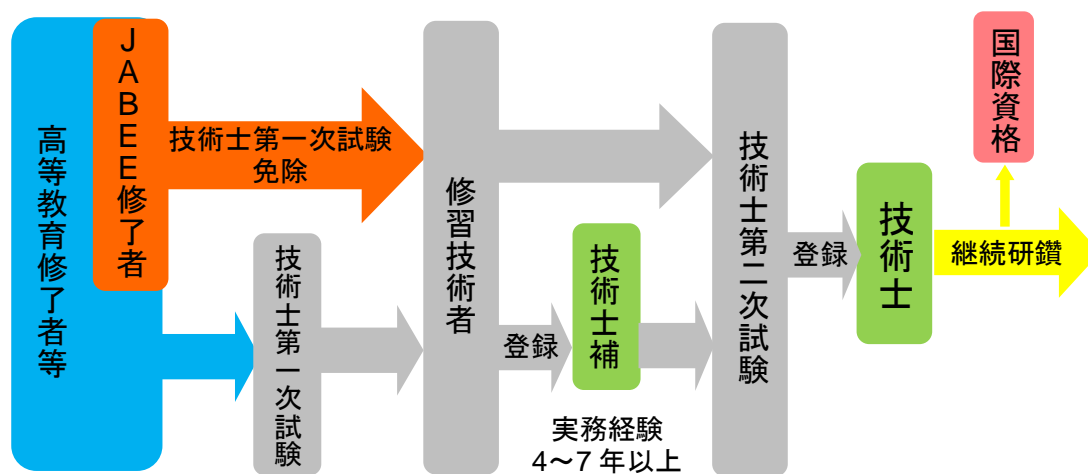 高等教育修了者等
JABEE修了者
技術士第一次試験
免除
技術士第一次試験
修習技術者
登録
技術士補
実務経験
4～7年以上
技術士第二次試験
登録
技術士
継続研鑽
国際資格